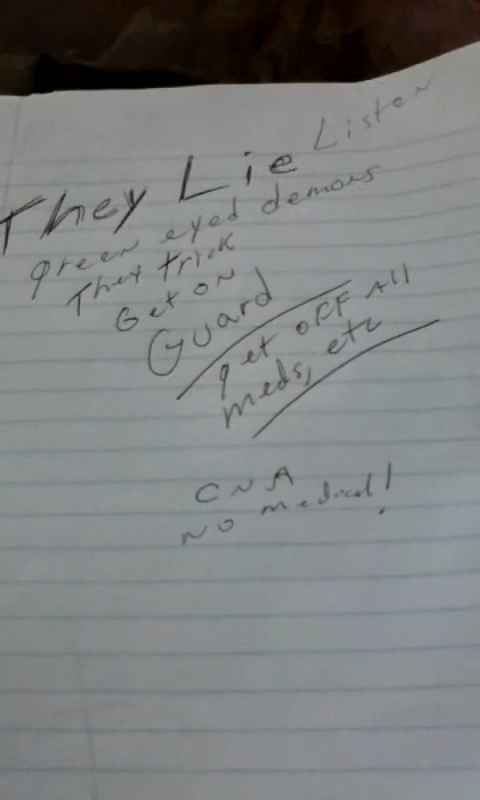 They Lie Listen
green eyed demons
They trick
Get on
Guard
get off All
meds, etc
CNA
No medical!